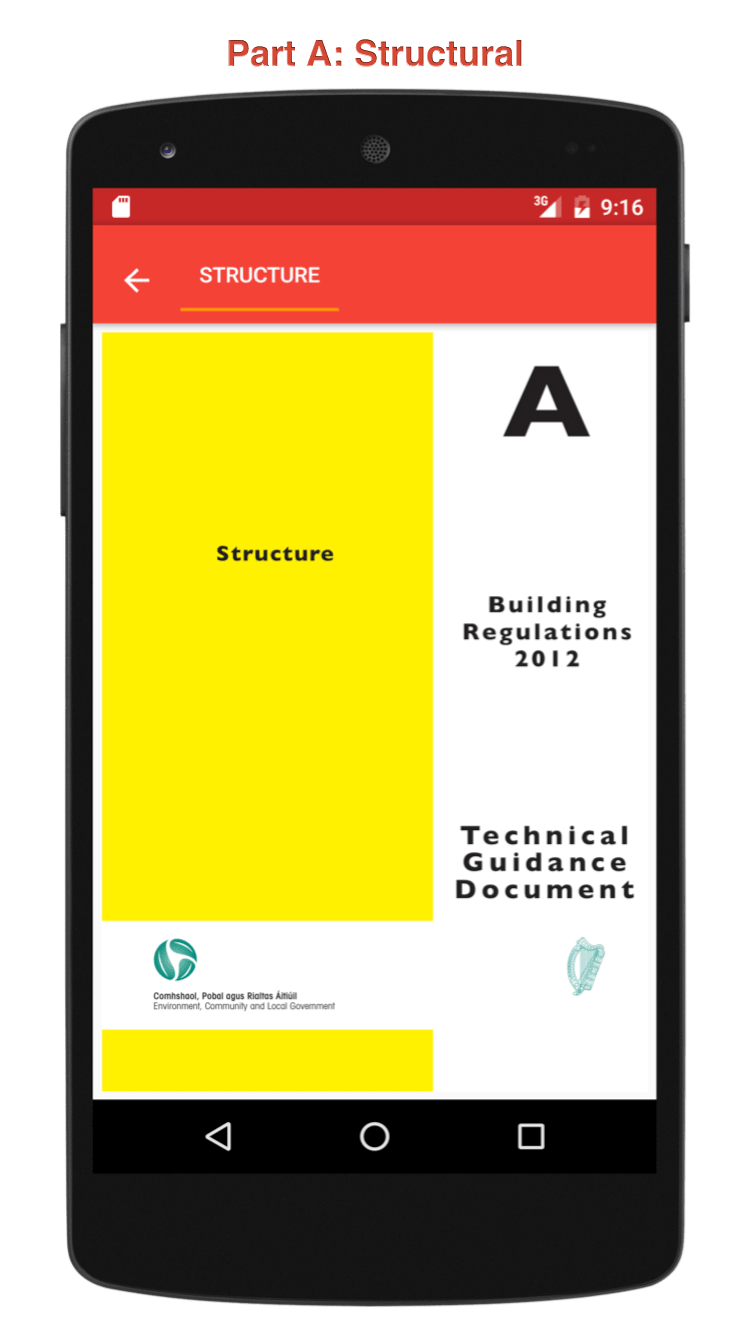 Part A: Structural
3G 9:16
STRUCTURE
A
Structure
Building
Regulations
2012
Technical
Guidance
Document
Comhshaol, Pobal agus Rialtas Áitiúil
Environment, Community and Local Government